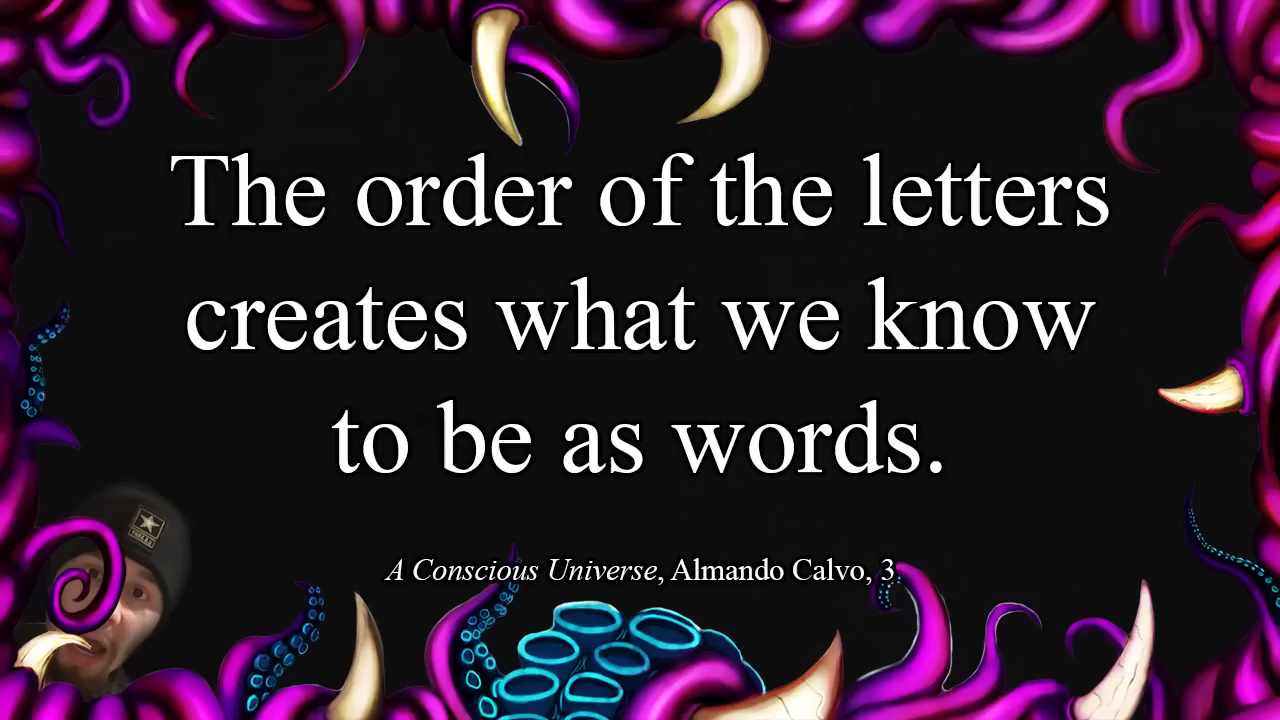 The order of the letters
creates what we know
to be as words.
A Conscious Universe, Almando Calvo, 3